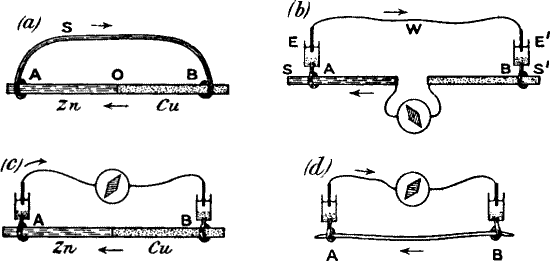 (a)
S
A O B
Zn Cu
(b)
W
E E'
S A B S'
(c)
A B
Zn Cu
(d)
A B